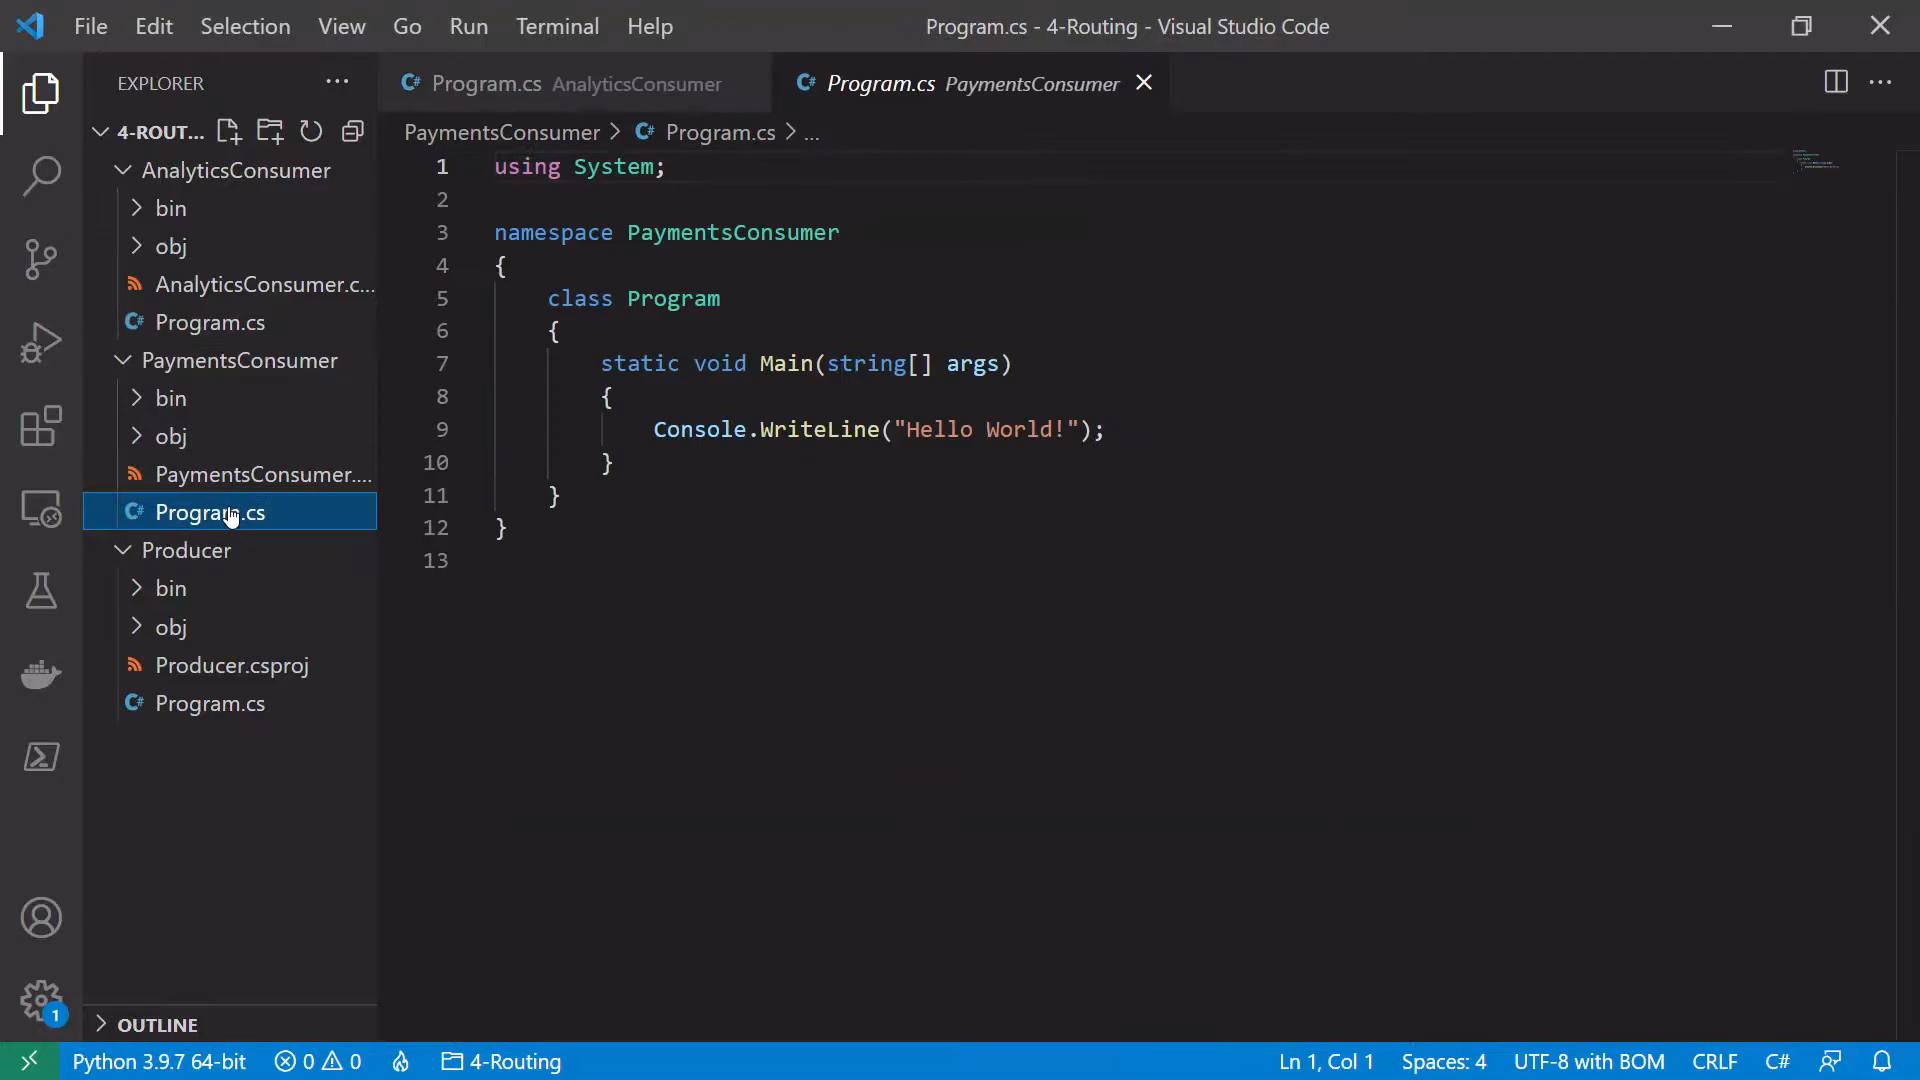 File Edit Selection View Go Run Terminal Help
Program.cs - 4-Routing - Visual Studio Code
EXPLORER
4-ROUT...
AnalyticsConsumer
bin
obj
AnalyticsConsumer.c...
Program.cs
PaymentsConsumer
bin
obj
PaymentsConsumer....
Program.cs
Producer
bin
obj
Producer.csproj
Program.cs
OUTLINE
Program.cs AnalyticsConsumer
Program.cs PaymentsConsumer
PaymentsConsumer > Program.cs > ...
1 using System;
2
3 namespace PaymentsConsumer
4 {
5 class Program
6 {
7 static void Main(string[] args)
8 {
9 Console.WriteLine("Hello World!");
10 }
11 }
12 }
13
1
Python 3.9.7 64-bit 0 0 4-Routing
Ln 1, Col 1 Spaces: 4 UTF-8 with BOM CRLF C#